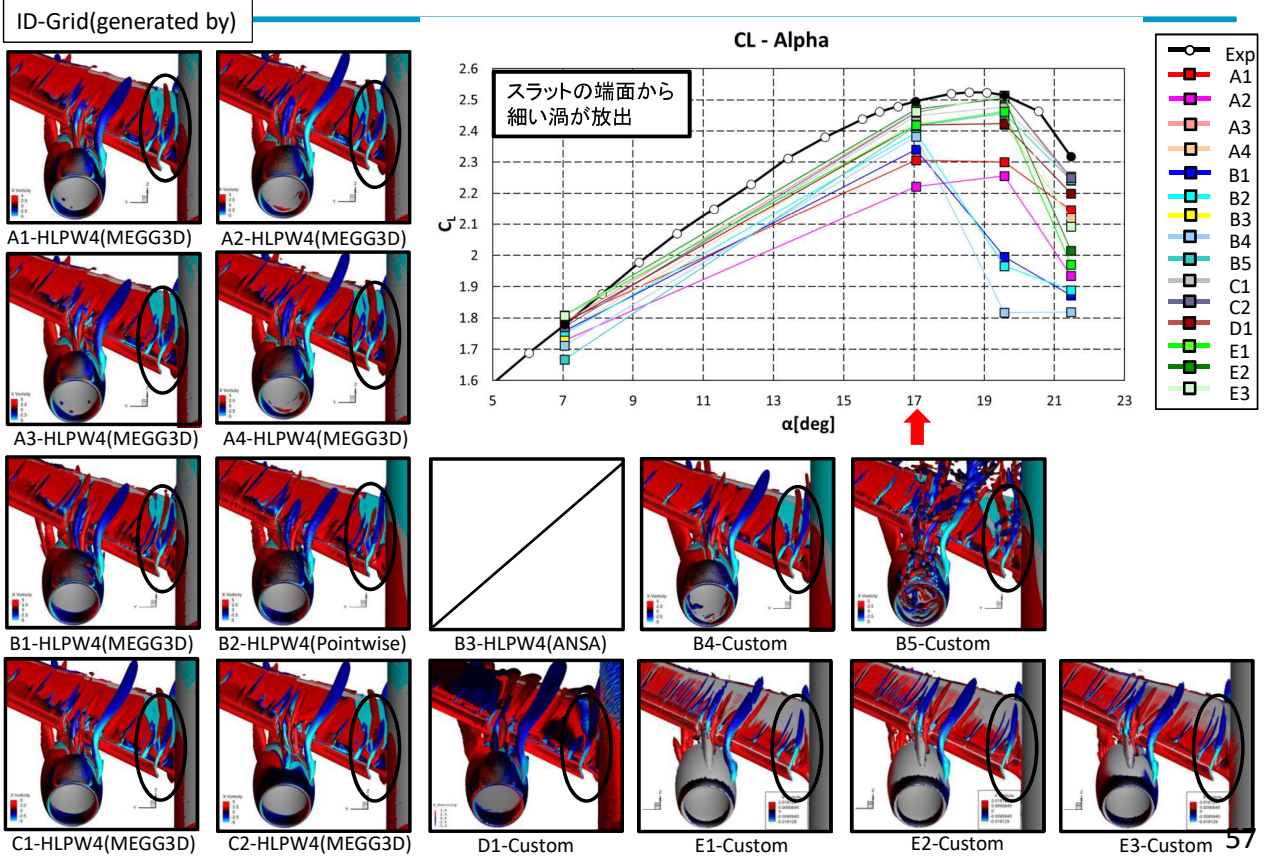 ID-Grid(generated by)
A1-HLPW4(MEGG3D)
A2-HLPW4(MEGG3D)
A3-HLPW4(MEGG3D)
A4-HLPW4(MEGG3D)
CL - Alpha
スラットの端面から
細い渦が放出
2.6
2.5
2.4
2.3
2.2
2.1
2
1.9
1.8
1.7
1.6
CL
5 7 9 11 13 15 17 19 21 23
α[deg]
Exp
A1
A2
A3
A4
B1
B2
B3
B4
B5
C1
C2
D1
E1
E2
E3
B1-HLPW4(MEGG3D)
B2-HLPW4(Pointwise)
B3-HLPW4(ANSA)
B4-Custom
B5-Custom
C1-HLPW4(MEGG3D)
C2-HLPW4(MEGG3D)
D1-Custom
E1-Custom
E2-Custom
E3-Custom
57